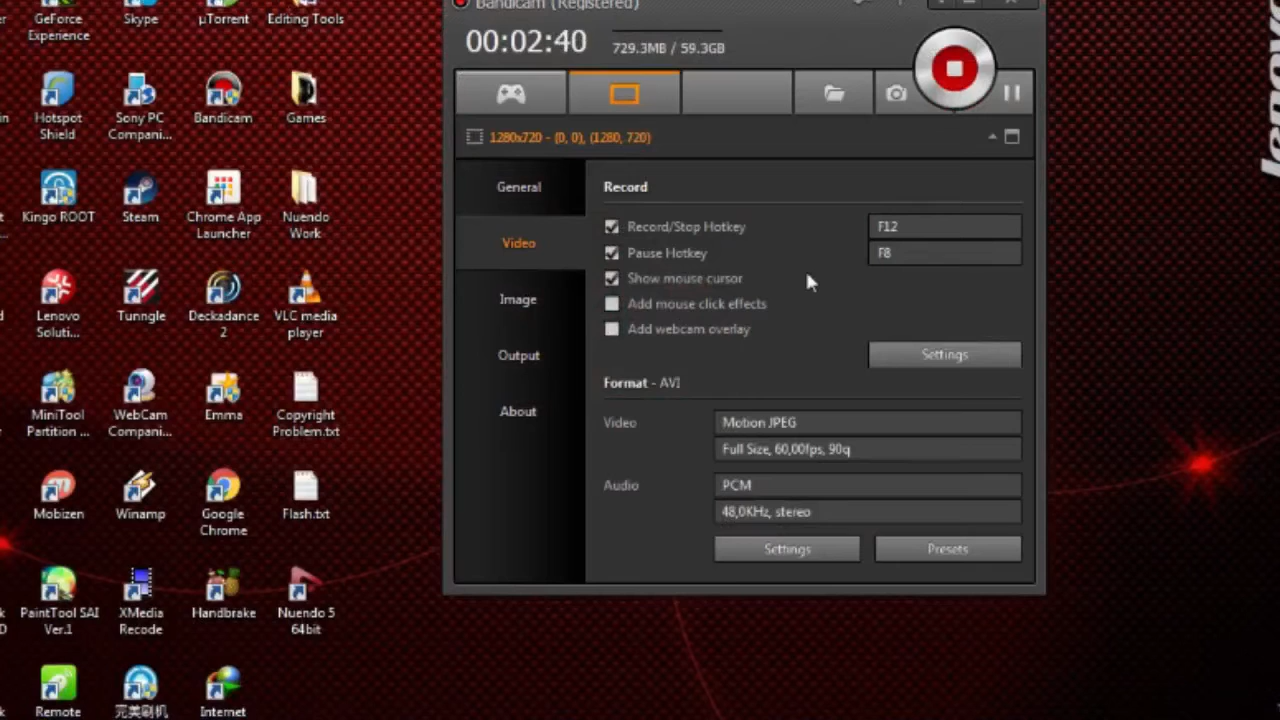 GeForce
Experience
Skype
µTorrent
Editing Tools
Hotspot
Shield
Sony PC
Compani...
Bandicam
Games
Kingo ROOT
Steam
Chrome App
Launcher
Nuendo
Work
Lenovo
Soluti...
Tunngle
Deckadance
2
VLC media
player
MiniTool
Partition ...
WebCam
Compani...
Emma
Copyright
Problem.txt
Mobizen
Winamp
Google
Chrome
Flash.txt
PaintTool SAI
Ver.1
XMedia
Recode
Handbrake
Nuendo 5
64bit
Remote
完美刷机
Internet
Bandicam (Registered)
00:02:40
729.3MB / 59.3GB
1280x720 - (0, 0), (1280, 720)
General
Video
Image
Output
About
Record
Record/Stop Hotkey
F12
Pause Hotkey
F8
Show mouse cursor
Add mouse click effects
Add webcam overlay
Settings
Format - AVI
Video
Motion JPEG
Full Size, 60,00fps, 90q
Audio
PCM
48,0KHz, stereo
Settings
Presets
lenovo